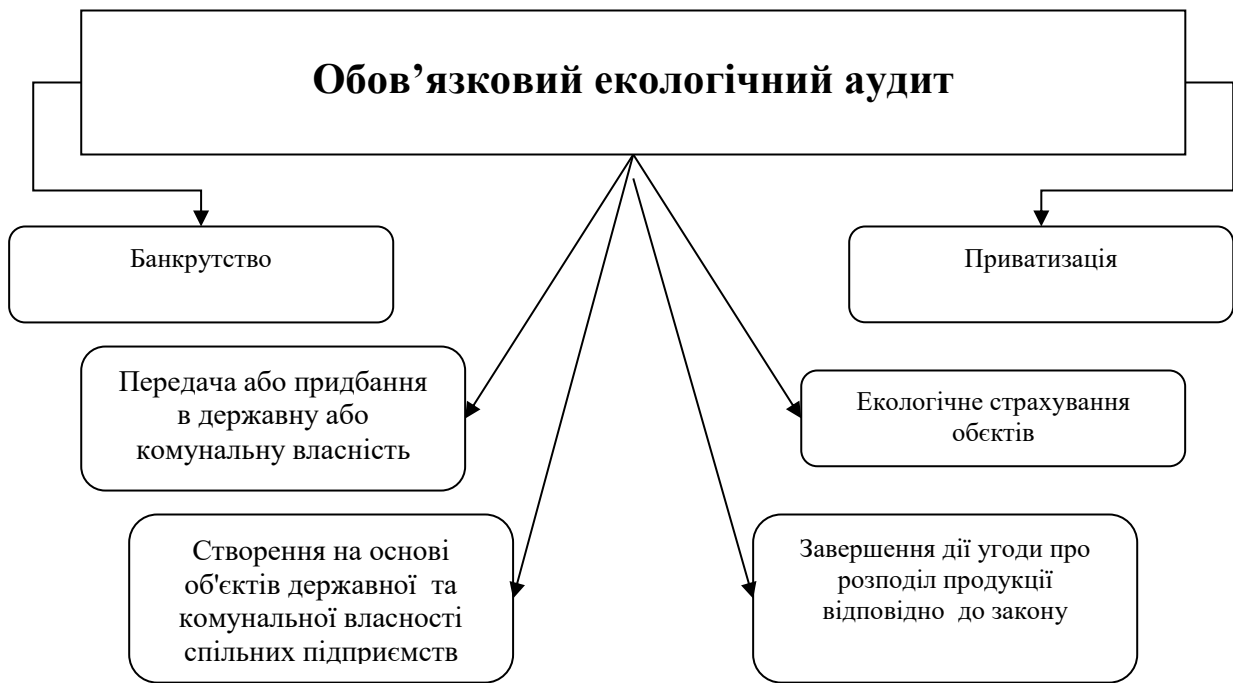 Обов’язковий екологічний аудит
Банкрутство
Приватизація
Передача або придбання
в державну або
комунальну власність
Екологічне страхування
обєктів
Створення на основі
об'єктів державної та
комунальної власності
спільних підприємств
Завершення дії угоди про
розподіл продукції
відповідно до закону